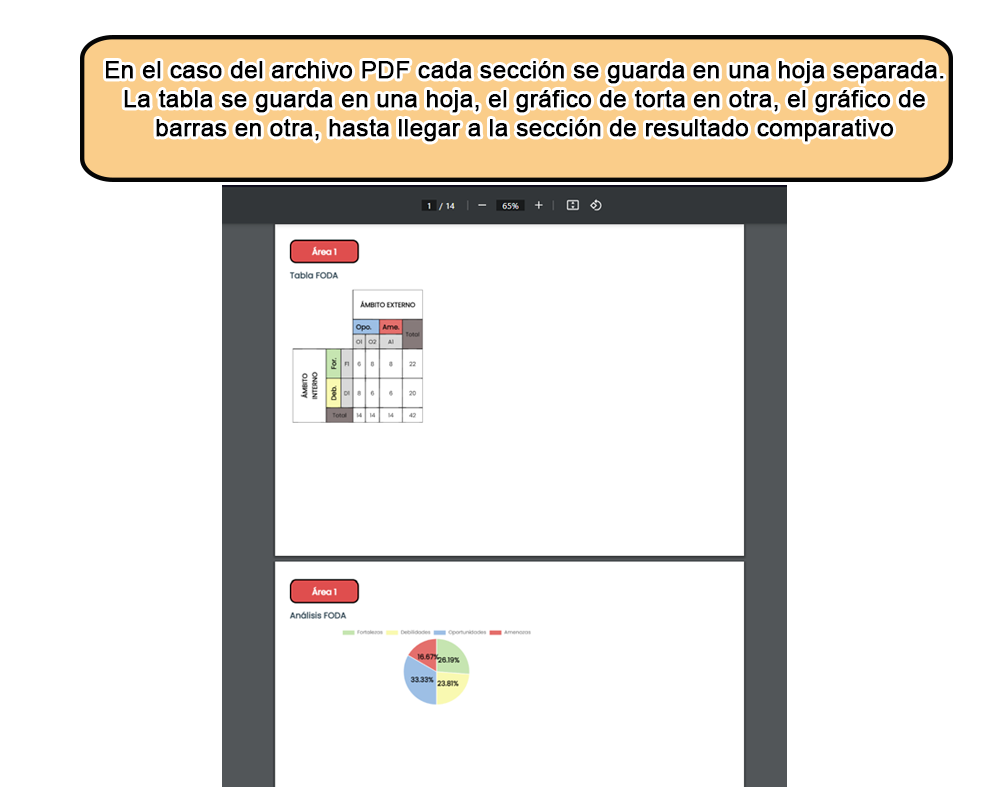 En el caso del archivo PDF cada sección se guarda en una hoja separada.
La tabla se guarda en una hoja, el gráfico de torta en otra, el gráfico de
barras en otra, hasta llegar a la sección de resultado comparativo
1 / 14 | − 65% + |
Área 1
Tabla FODA
ÁMBITO EXTERNO
Opo. Ame. Total
O1 O2 A1
ÁMBITO
INTERNO
For. F1 6 8 8 22
Deb. D1 8 6 6 20
Total 14 14 14 42
Área 1
Análisis FODA
Fortalezas Debilidades Oportunidades Amenazas
16.67% 26.19%
33.33% 23.81%